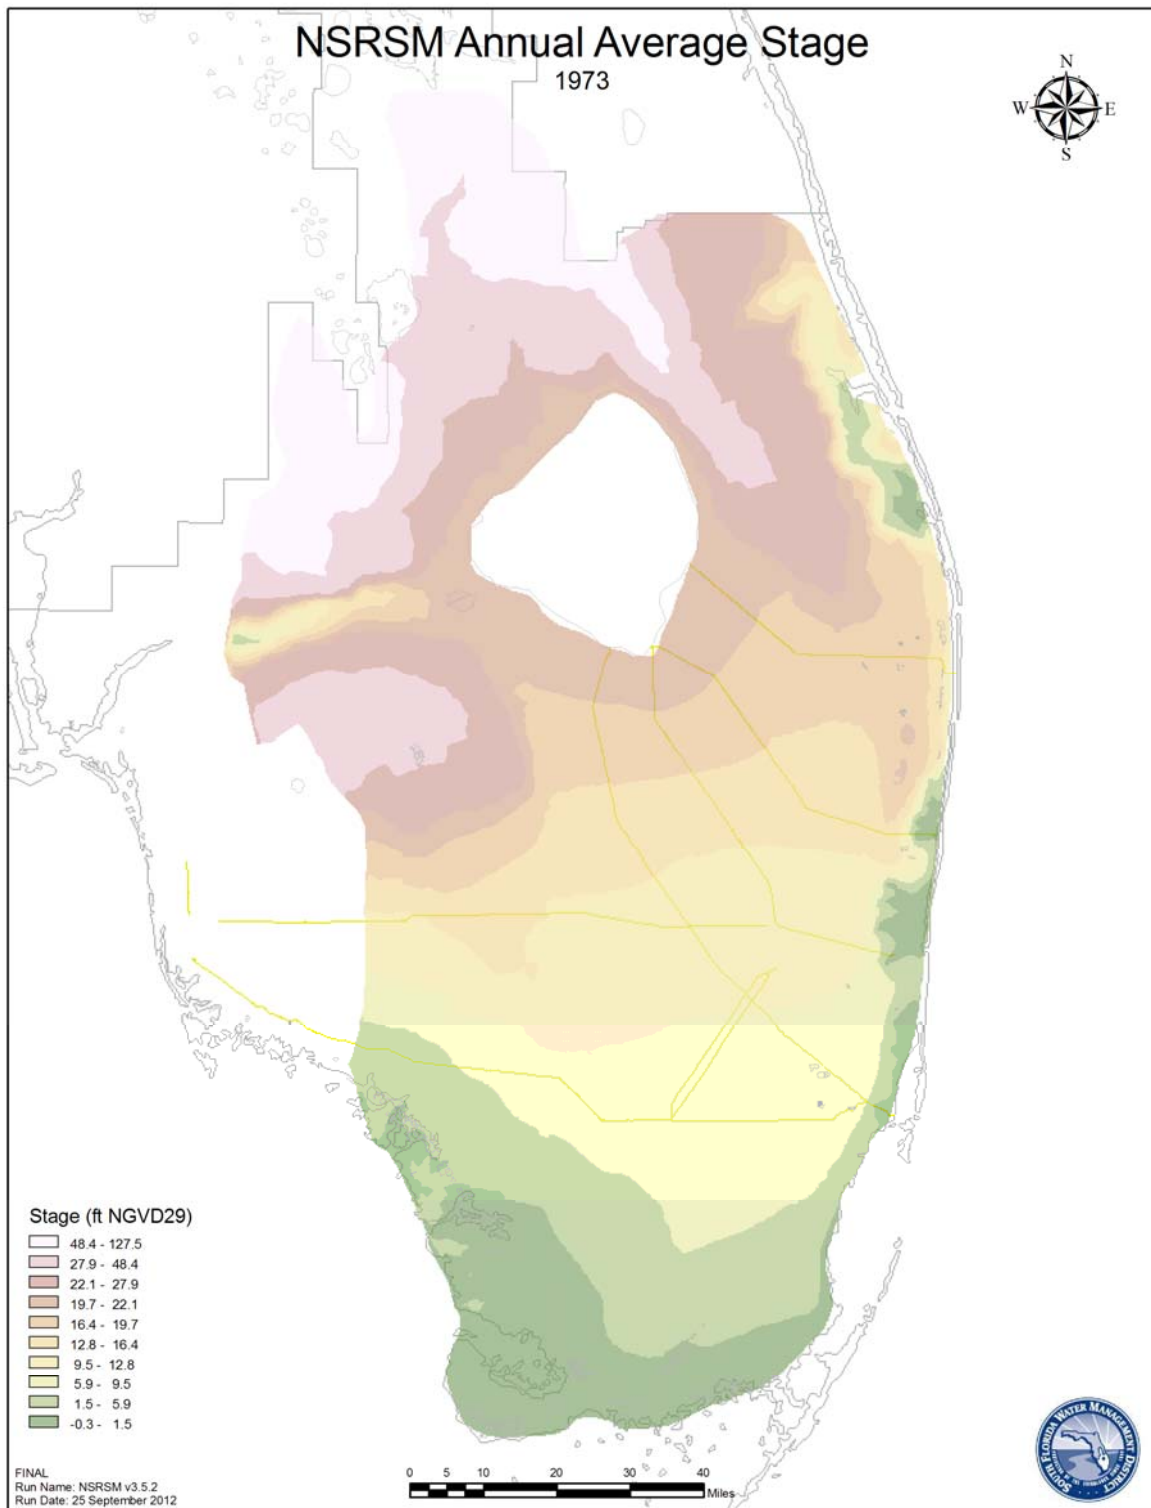 NSRSM Annual Average Stage
1973
N
W E
S
Stage (ft NGVD29)
48.4 - 127.5
27.9 - 48.4
22.1 - 27.9
19.7 - 22.1
16.4 - 19.7
12.8 - 16.4
9.5 - 12.8
5.9 - 9.5
1.5 - 5.9
-0.3 - 1.5
FINAL
Run Name: NSRSM v3.5.2
Run Date: 25 September 2012
0 5 10 20 30 40
Miles
SOUTH FLORIDA WATER MANAGEMENT DISTRICT